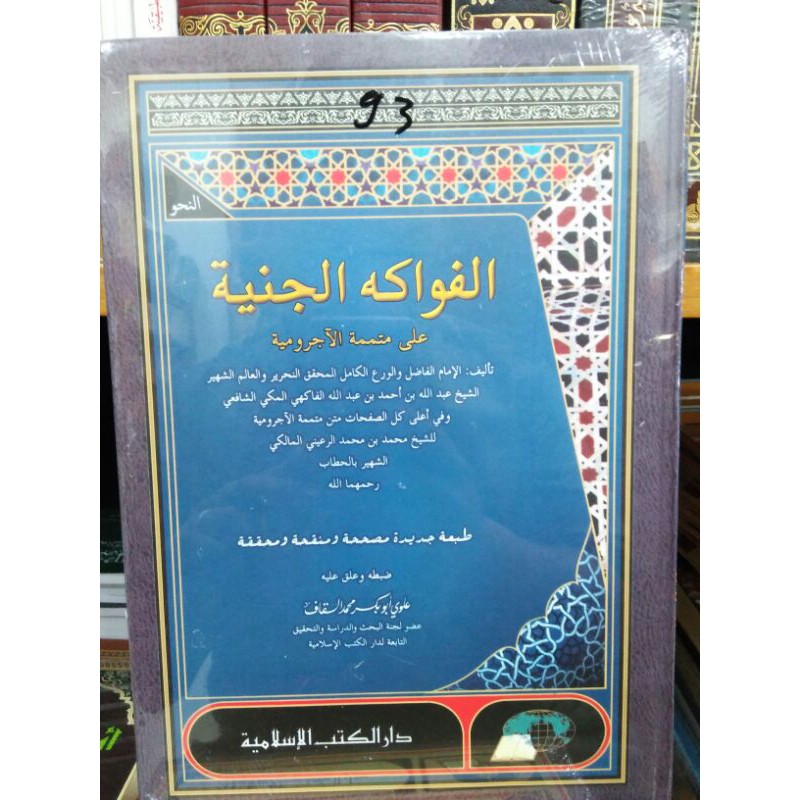 93
النحو
الفواكه الجنية
على متممة الآجرومية
تأليف: الإمام الفاضل والورع الكامل المحقق النحرير والعالم الشهير
الشيخ عبد الله بن أحمد بن عبد الله الفاكهي المكي الشافعي
وفي أعلى كل الصفحات متن متممة الآجرومية
للشيخ محمد بن محمد الرعيني المالكي
الشهير بالحطاب
رحمهما الله
طبعة جديدة مصححة ومنقحة ومحققة
ضبطه وعلق عليه
علوي أبو بكر محمد السقاف
عضو لجنة البحث والدراسة والتحقيق
التابعة لدار الكتب الإسلامية
دار الكتب الإسلامية